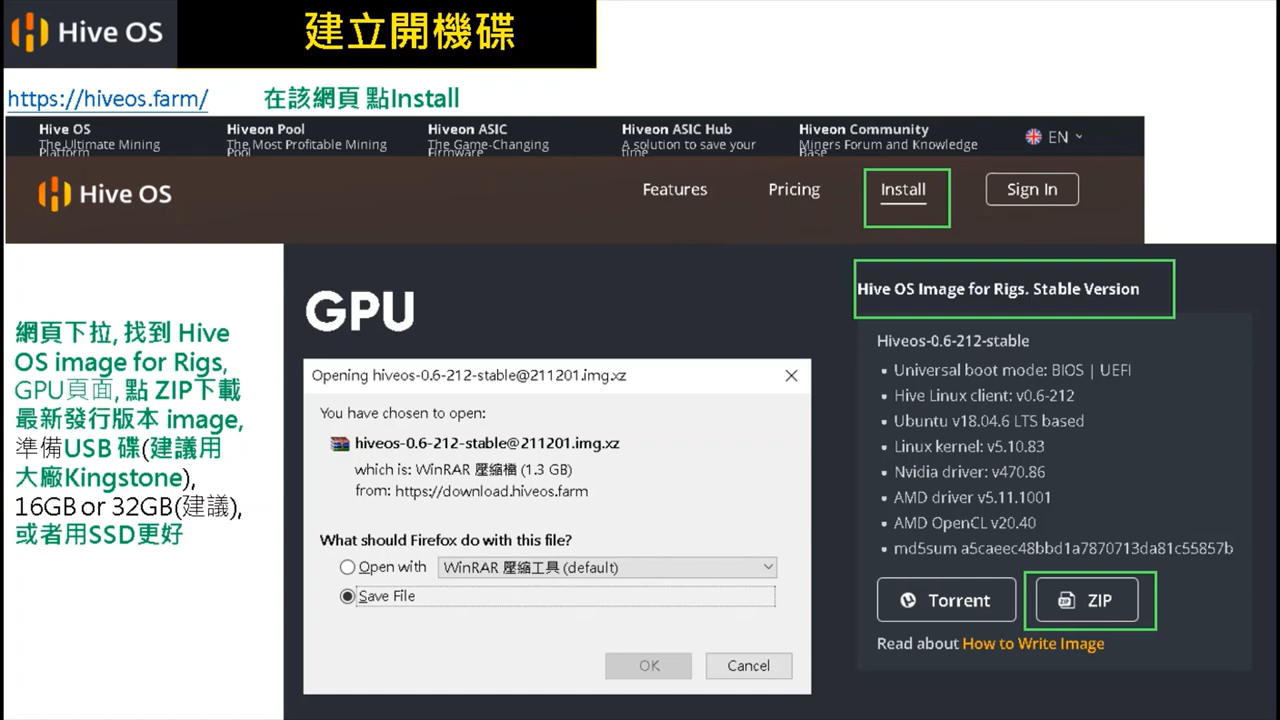 Hive OS
建立開機碟
https://hiveos.farm/
在該網頁 點Install
Hive OS
The Ultimate Mining
Platform
Hiveon Pool
The Most Profitable Mining
Pool
Hiveon ASIC
The Game-Changing
Firmware
Hiveon ASIC Hub
A solution to save your
time
Hiveon Community
Miners Forum and Knowledge
Base
EN
Hive OS
Features
Pricing
Install
Sign In
網頁下拉, 找到 Hive
OS image for Rigs,
GPU頁面, 點 ZIP下載
最新發行版本 image,
準備USB 碟(建議用
大廠Kingstone),
16GB or 32GB(建議),
或者用SSD更好
GPU
Opening hiveos-0.6-212-stable@211201.img.xz
You have chosen to open:
hiveos-0.6-212-stable@211201.img.xz
which is: WinRAR 壓縮檔 (1.3 GB)
from: https://download.hiveos.farm
What should Firefox do with this file?
Open with
WinRAR 壓縮工具 (default)
Save File
OK
Cancel
Hive OS Image for Rigs. Stable Version
Hiveos-0.6-212-stable
Universal boot mode: BIOS | UEFI
Hive Linux client: v0.6-212
Ubuntu v18.04.6 LTS based
Linux kernel: v5.10.83
Nvidia driver: v470.86
AMD driver v5.11.1001
AMD OpenCL v20.40
md5sum a5caeec48bbd1a7870713da81c55857b
Torrent
ZIP
Read about How to Write Image